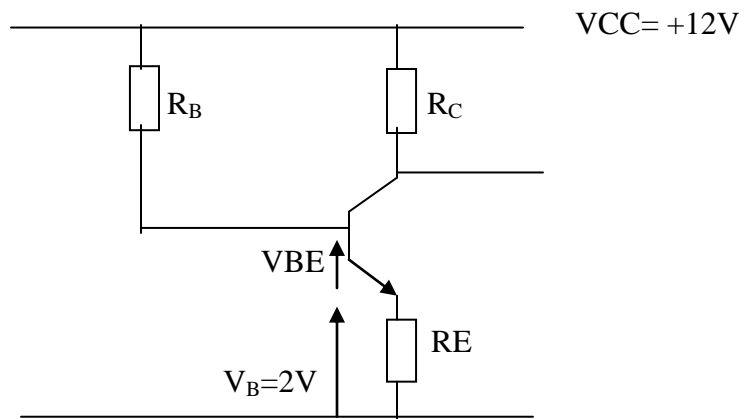 VCC= +12V
R_B
R_C
VBE
RE
V_B=2V